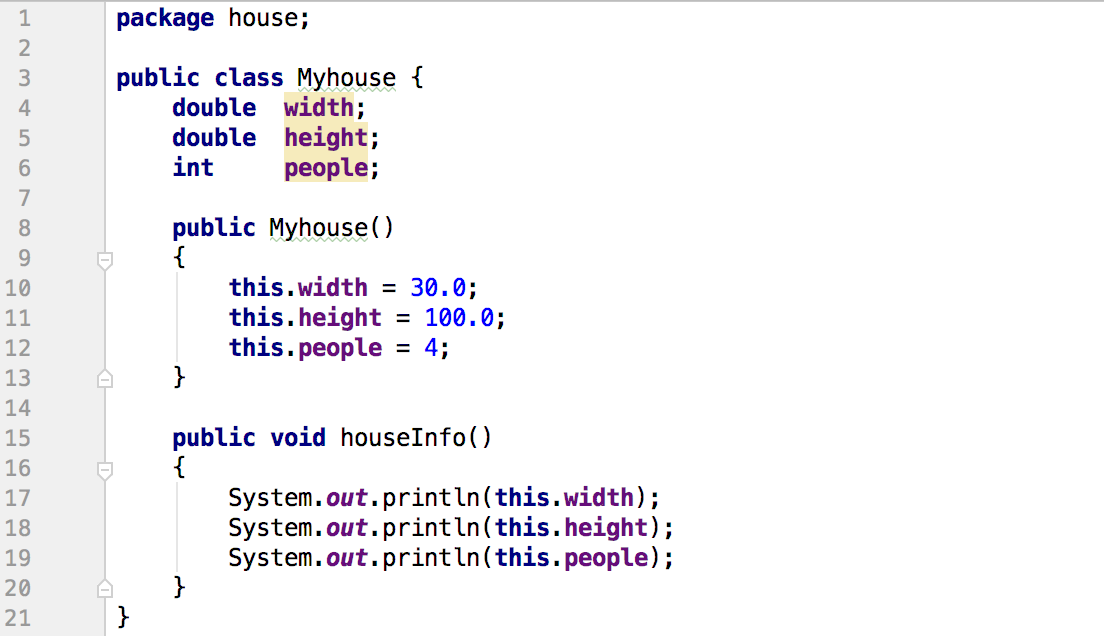 1 package house;
2
3 public class Myhouse {
4     double  width;
5     double  height;
6     int     people;
7
8     public Myhouse()
9     {
10         this.width = 30.0;
11         this.height = 100.0;
12         this.people = 4;
13     }
14
15     public void houseInfo()
16     {
17         System.out.println(this.width);
18         System.out.println(this.height);
19         System.out.println(this.people);
20     }
21 }